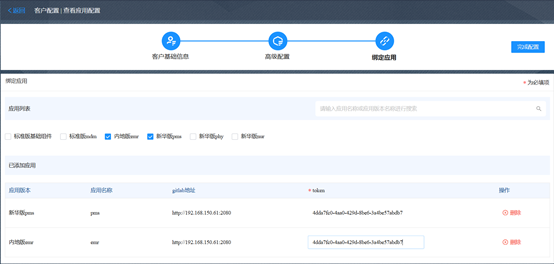 返回 客户配置 | 查看应用配置
客户基础信息 高级配置 绑定应用 完成配置
绑定应用 * 为必填项
应用列表 请输入应用名称或应用版本名称进行搜索
标准版基础组件 标准版mdm 内地版emr 新华版pms 新华版phy 新华版emr
已添加应用
应用版本 应用名称 gitlab地址 * token 操作
新华版pms pms http://192.168.150.61:2080 4dda7fc0-4aa0-429d-8be6-3a4bc57abdb7 删除
内地版emr emr http://192.168.150.61:2080 4dda7fc0-4aa0-429d-8be6-3a4bc57abdb7 删除